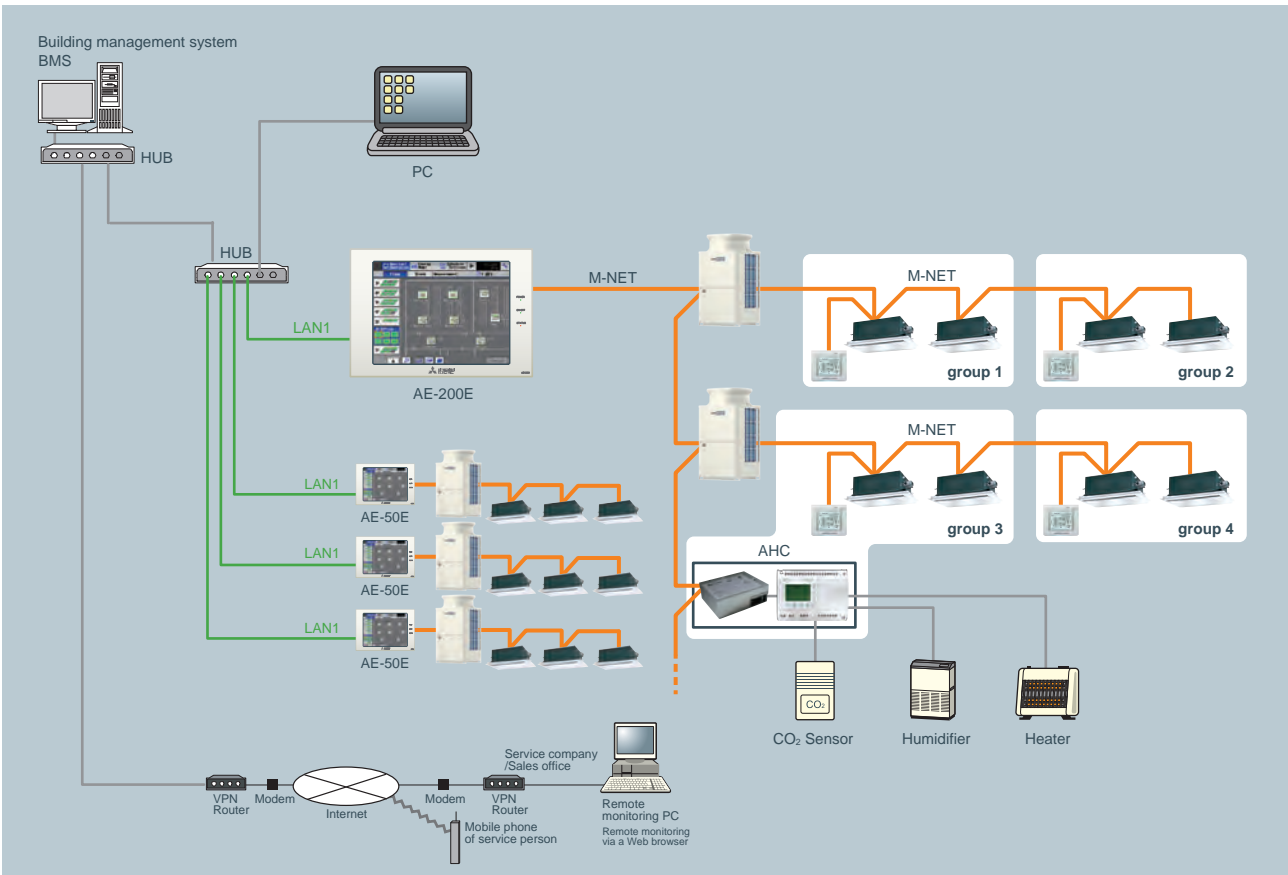 Building management system
BMS
HUB
PC
HUB
M-NET
M-NET
LAN1
group 1
group 2
AE-200E
M-NET
LAN1
AE-50E
group 3
group 4
LAN1
AHC
AE-50E
LAN1
AE-50E
CO₂
CO₂ Sensor
Humidifier
Heater
Service company
/Sales office
VPN
Router
Modem
Internet
Modem
VPN
Router
Remote
monitoring PC
Remote monitoring
via a Web browser
Mobile phone
of service person